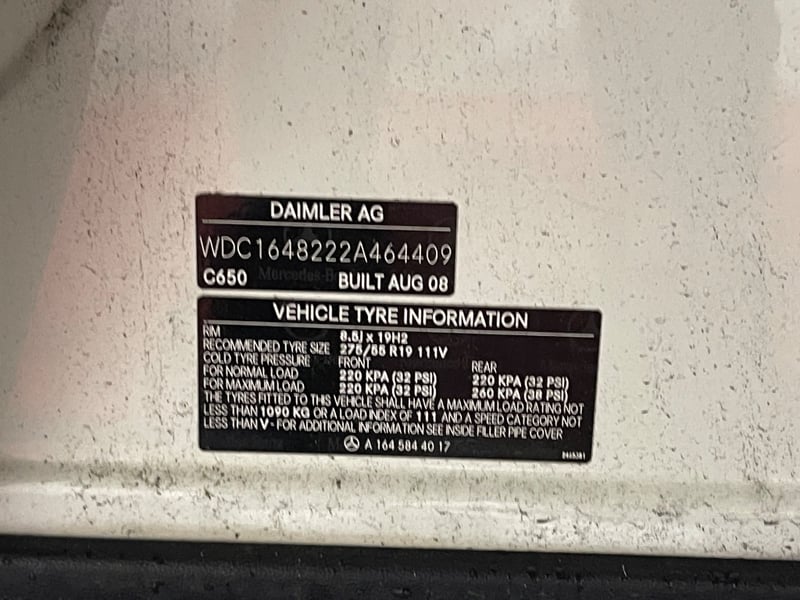 DAIMLER AG
WDC1648222A464409
C650 Mercedes-Be BUILT AUG 08
VEHICLE TYRE INFORMATION
RIM 8.5J x 19H2
RECOMMENDED TYRE SIZE 275/55 R19 111V
COLD TYRE PRESSURE FRONT REAR
FOR NORMAL LOAD 220 KPA (32 PSI) 220 KPA (32 PSI)
FOR MAXIMUM LOAD 220 KPA (32 PSI) 260 KPA (38 PSI)
THE TYRES FITTED TO THIS VEHICLE SHALL HAVE A MAXIMUM LOAD RATING NOT
LESS THAN 1090 KG OR A LOAD INDEX OF 111 AND A SPEED CATEGORY NOT
LESS THAN V - FOR ADDITIONAL INFORMATION SEE INSIDE FILLER PIPE COVER
A 164 584 40 17